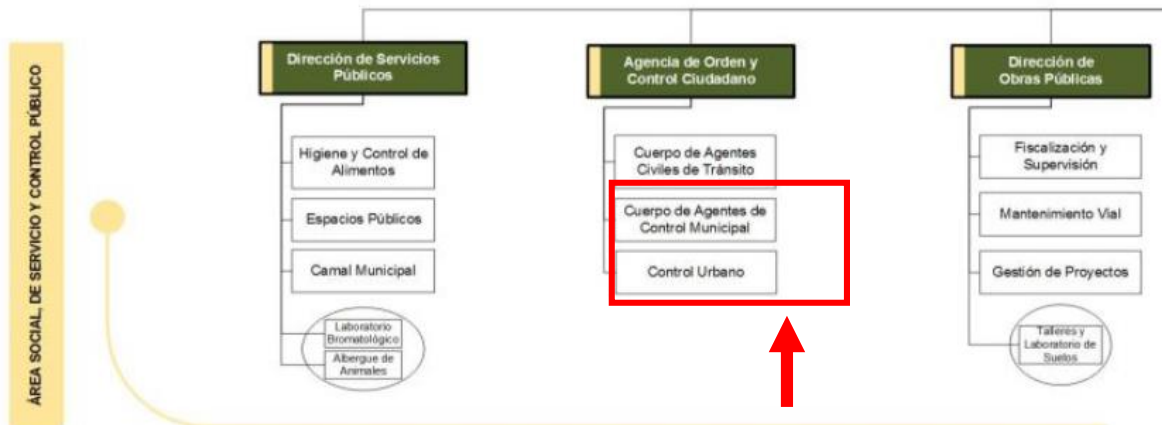 ÁREA SOCIAL, DE SERVICIO Y CONTROL PÚBLICO
Dirección de Servicios
Públicos
Higiene y Control de
Alimentos
Espacios Públicos
Camal Municipal
Laboratorio
Bromatológico
Albergue de
Animales
Agencia de Orden y
Control Ciudadano
Cuerpo de Agentes
Civiles de Tránsito
Cuerpo de Agentes de
Control Municipal
Control Urbano
Dirección de
Obras Públicas
Fiscalización y
Supervisión
Mantenimiento Vial
Gestión de Proyectos
Talleres y
Laboratorio de
Suelos